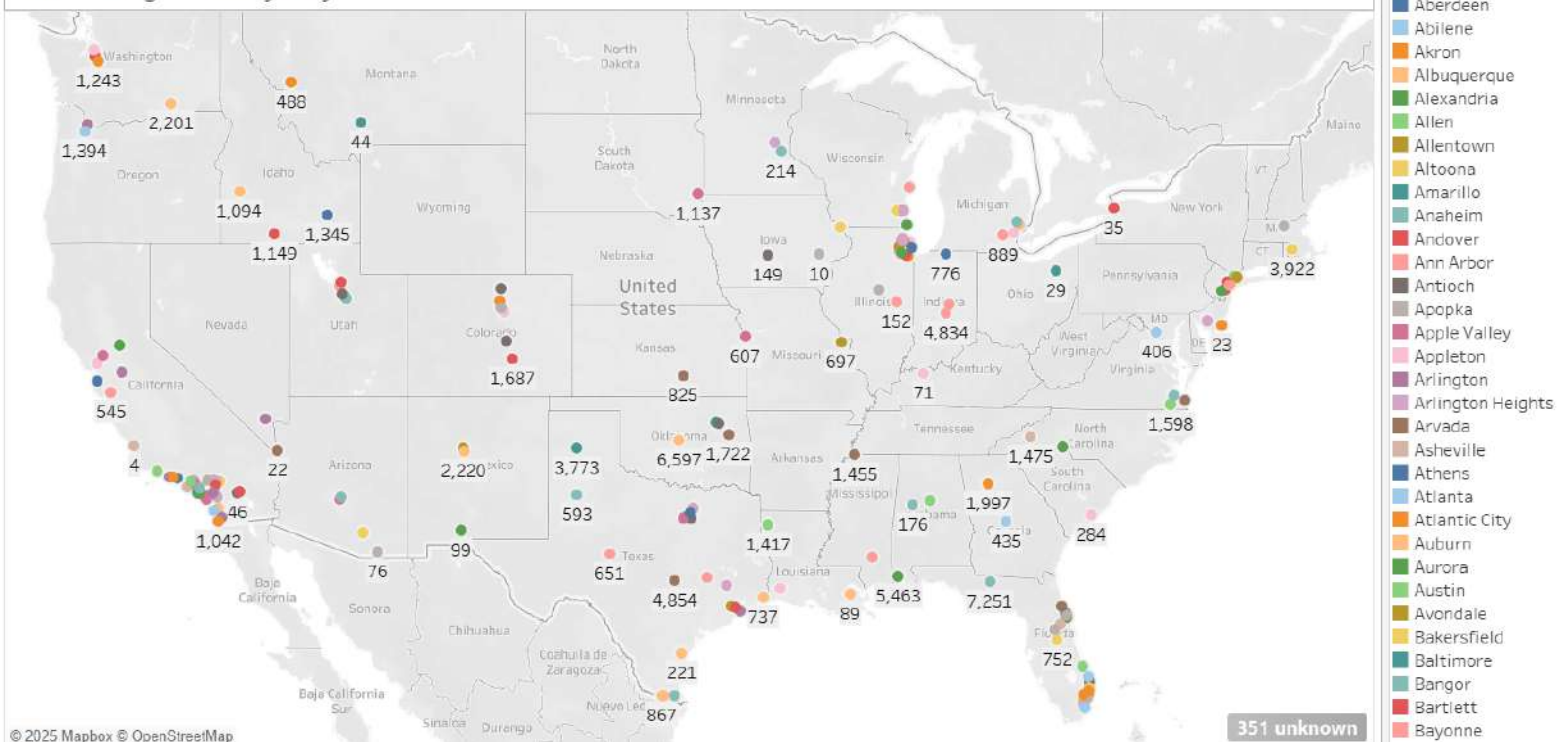 Washington
1,243
488
Montana
North
Dakota
2,201
44
1,394
Oregon
Idaho
1,094
1,345
1,149
Wyoming
South
Dakota
Minnesota
214
Wisconsin
-1,137
Iowa
149
10
Nebraska
United
States
Michigan
889
776
35
New York
Maine
VT
CT
3,922
Pennsylvania
Ohio
29
Illinois
152
Indiana
4,834
Nevada
Utah
Colorado
1,687
Kansas
825
607
Missouri
697
71
Kentucky
West
Virginia
MD
DE
23
406
Virginia
1,598
California
545
4
22
Arizona
2,220
3,773
593
Oklahoma
6,597
1,722
Arkansas
1,455
Mississippi
Tennessee
1,475
North
Carolina
South
Carolina
284
1,997
176
435
46
1,042
76
99
651
Texas
4,854
1,417
Louisiana
737
89
5,463
7,251
Florida
752
221
867
Baja
California
Sonora
Chihuahua
Coahuila de
Zaragoza
Baja California
Sur
Sinaloa
Durango
© 2025 Mapbox © OpenStreetMap
351 unknown
Aberdeen
Abilene
Akron
Albuquerque
Alexandria
Allen
Allentown
Altoona
Amarillo
Anaheim
Andover
Ann Arbor
Antioch
Apopka
Apple Valley
Appleton
Arlington
Arlington Heights
Arvada
Asheville
Athens
Atlanta
Atlantic City
Auburn
Aurora
Austin
Avondale
Bakersfield
Baltimore
Bangor
Bartlett
Bayonne